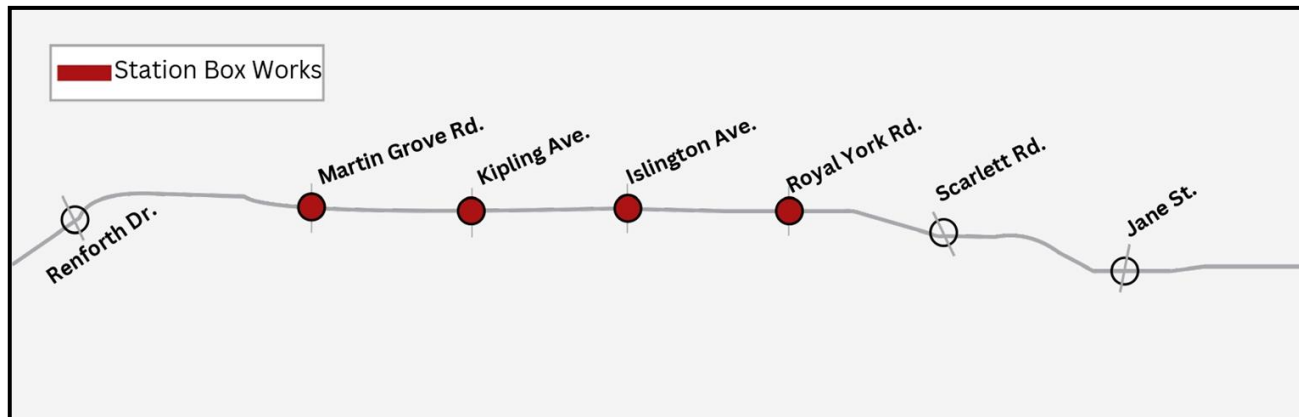 Station Box Works
Renforth Dr.
Martin Grove Rd.
Kipling Ave.
Islington Ave.
Royal York Rd.
Scarlett Rd.
Jane St.